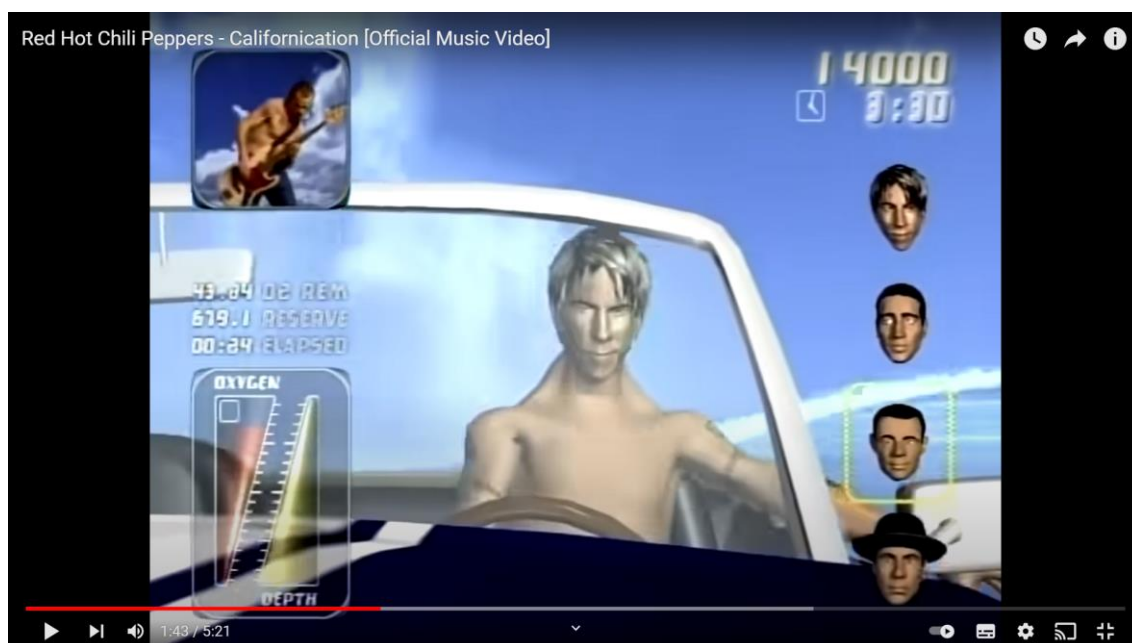 Red Hot Chili Peppers - Californication [Official Music Video]
14000
3:30
43.84 O2 REM
679.1 RESERVE
00:24 ELAPSED
OXYGEN
DEPTH
1:43 / 5:21